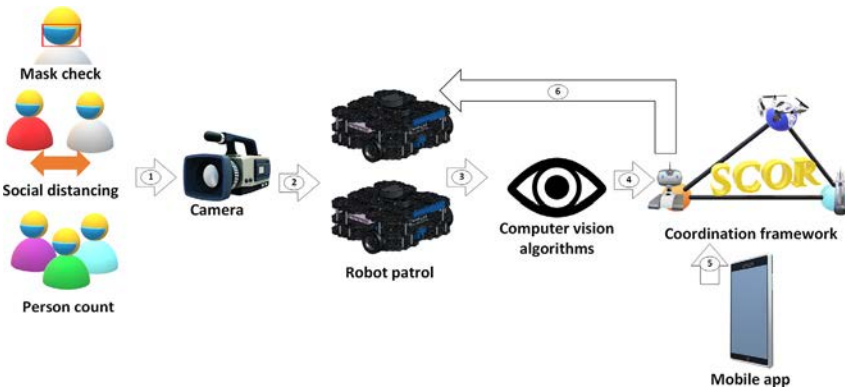 Mask check
Social distancing
Person count
1
Camera
2
Robot patrol
3
Computer vision
algorithms
4
6
SCOR
Coordination framework
5
Mobile app